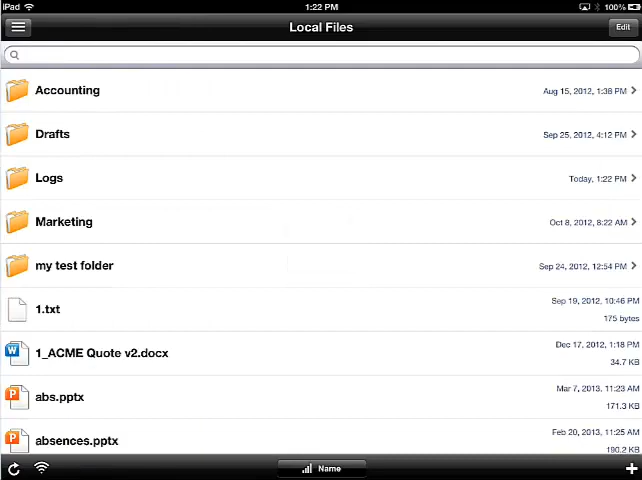 iPad 1:22 PM 100%
Local Files Edit
Accounting Aug 15, 2012, 1:38 PM
Drafts Sep 25, 2012, 4:12 PM
Logs Today, 1:22 PM
Marketing Oct 8, 2012, 8:22 AM
my test folder Sep 24, 2012, 12:54 PM
1.txt Sep 19, 2012, 10:46 PM
175 bytes
1_ACME Quote v2.docx Dec 17, 2012, 1:18 PM
34.7 KB
abs.pptx Mar 7, 2013, 11:23 AM
171.3 KB
absences.pptx Feb 20, 2013, 11:25 AM
190.2 KB
Name